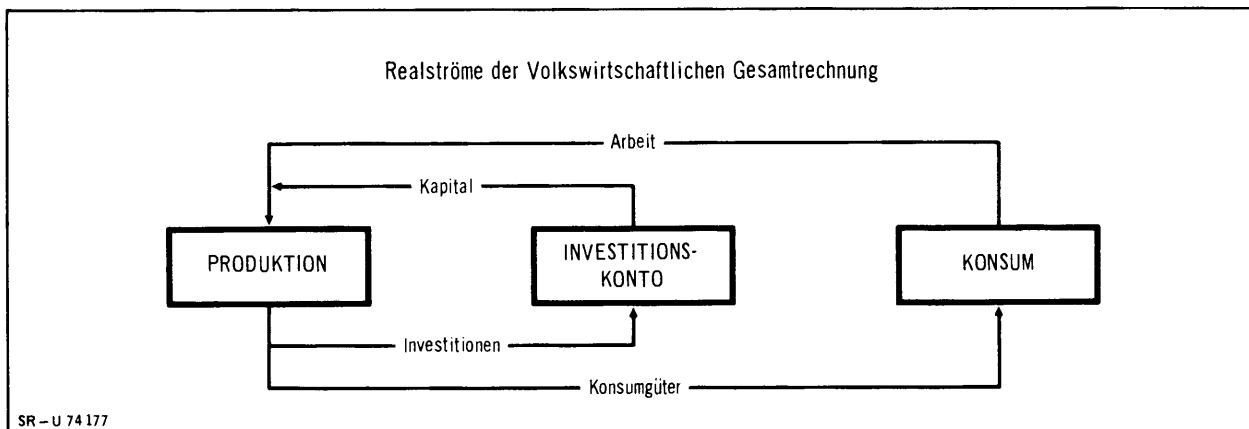 Realströme der Volkswirtschaftlichen Gesamtrechnung
Arbeit
Kapital
PRODUKTION
INVESTITIONS-
KONTO
KONSUM
Investitionen
Konsumgüter
SR-U 74 177